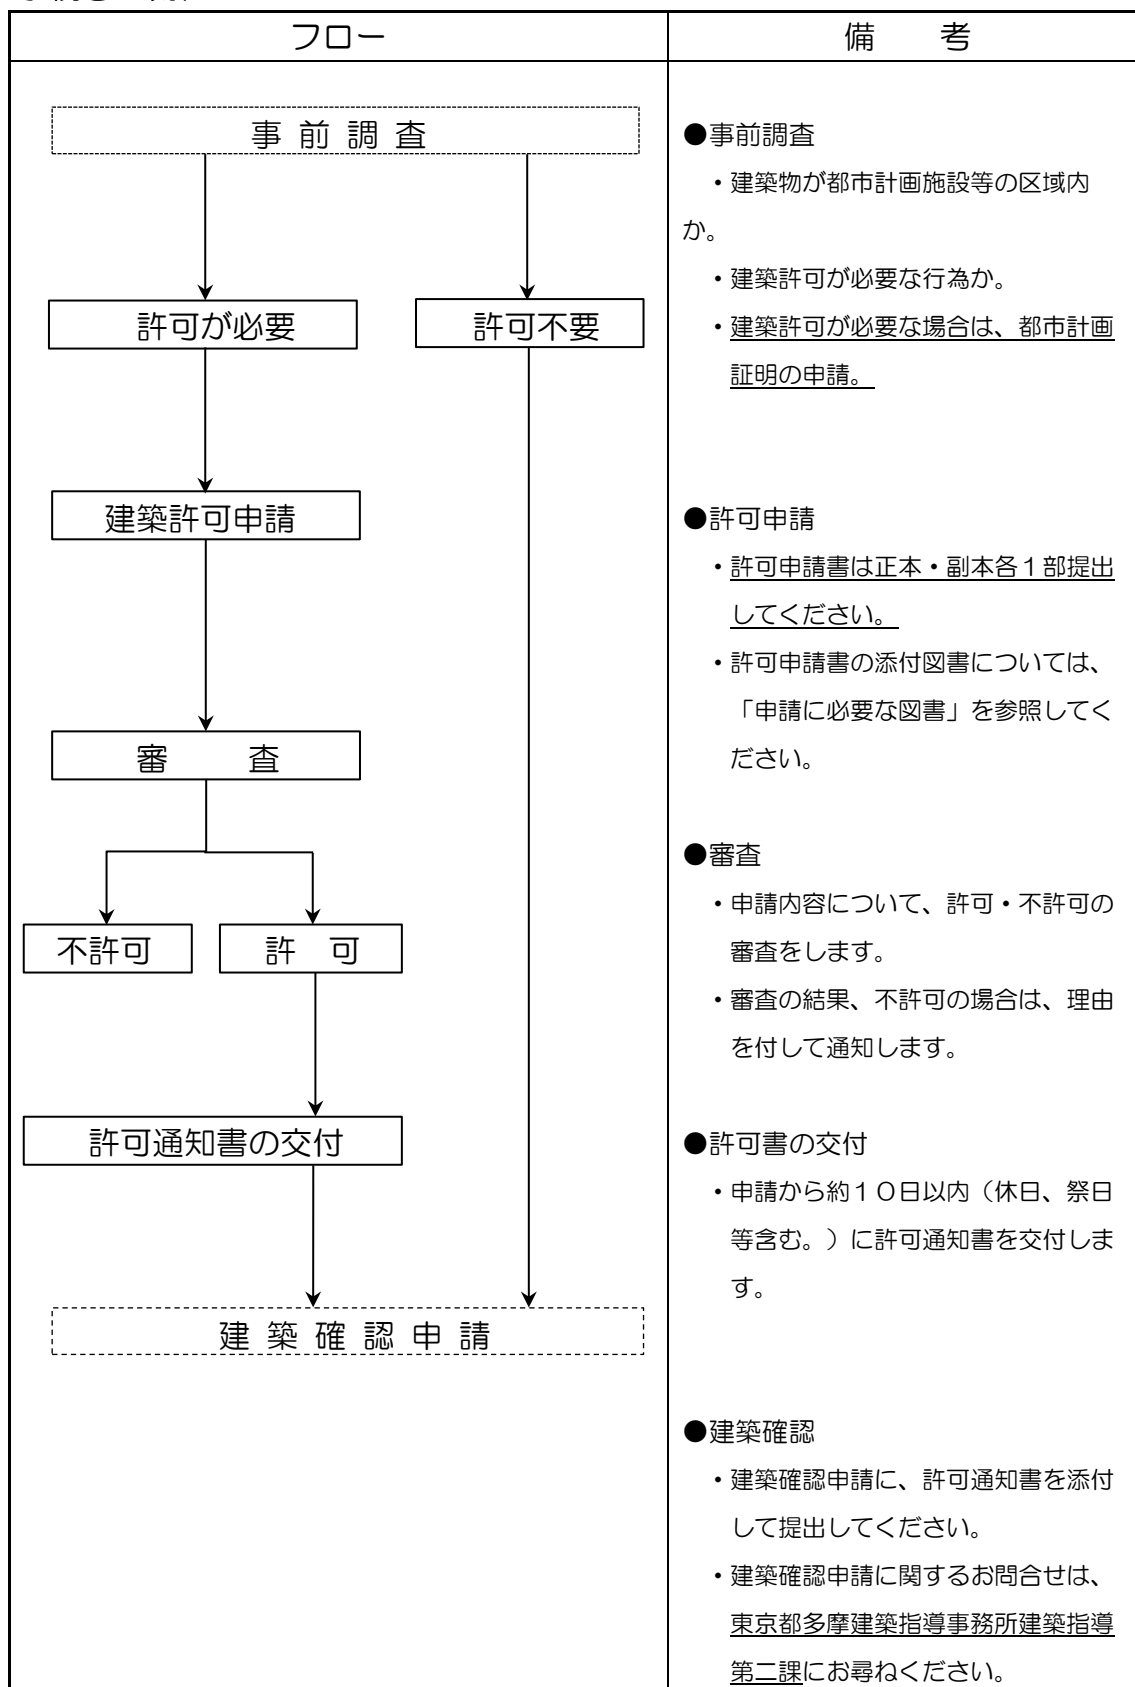 フロー
備　　考
事 前 調 査
許可が必要
許可不要
建築許可申請
審　　査
不許可
許　可
許可通知書の交付
建 築 確 認 申 請
●事前調査
・建築物が都市計画施設等の区域内
か。
・建築許可が必要な行為か。
・建築許可が必要な場合は、都市計画
証明の申請。
●許可申請
・許可申請書は正本・副本各１部提出
してください。
・許可申請書の添付図書については、
「申請に必要な図書」を参照してく
ださい。
●審査
・申請内容について、許可・不許可の
審査をします。
・審査の結果、不許可の場合は、理由
を付して通知します。
●許可書の交付
・申請から約１０日以内（休日、祭日
等含む。）に許可通知書を交付しま
す。
●建築確認
・建築確認申請に、許可通知書を添付
して提出してください。
・建築確認申請に関するお問合せは、
東京都多摩建築指導事務所建築指導
第二課にお尋ねください。